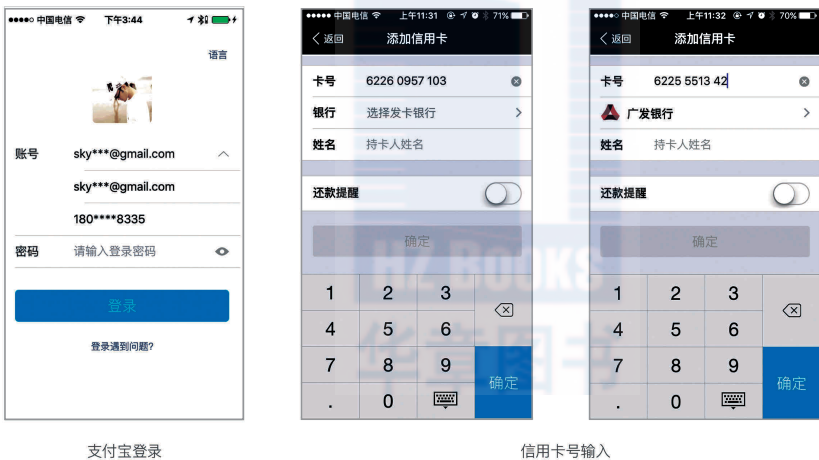 中国电信 下午3:44
语言
账号 sky***@gmail.com
sky***@gmail.com
180****8335
密码 请输入登录密码
登录
登录遇到问题?
支付宝登录
中国电信 上午11:31 71%
返回 添加信用卡
卡号 6226 0957 103
银行 选择发卡银行
姓名 持卡人姓名
还款提醒
确定
1 2 3
4 5 6
7 8 9
确定
. 0
中国电信 上午11:32 70%
返回 添加信用卡
卡号 6225 5513 42
广发银行
姓名 持卡人姓名
还款提醒
确定
1 2 3
4 5 6
7 8 9
确定
. 0
信用卡号输入
HZ BOOKS
华章图书